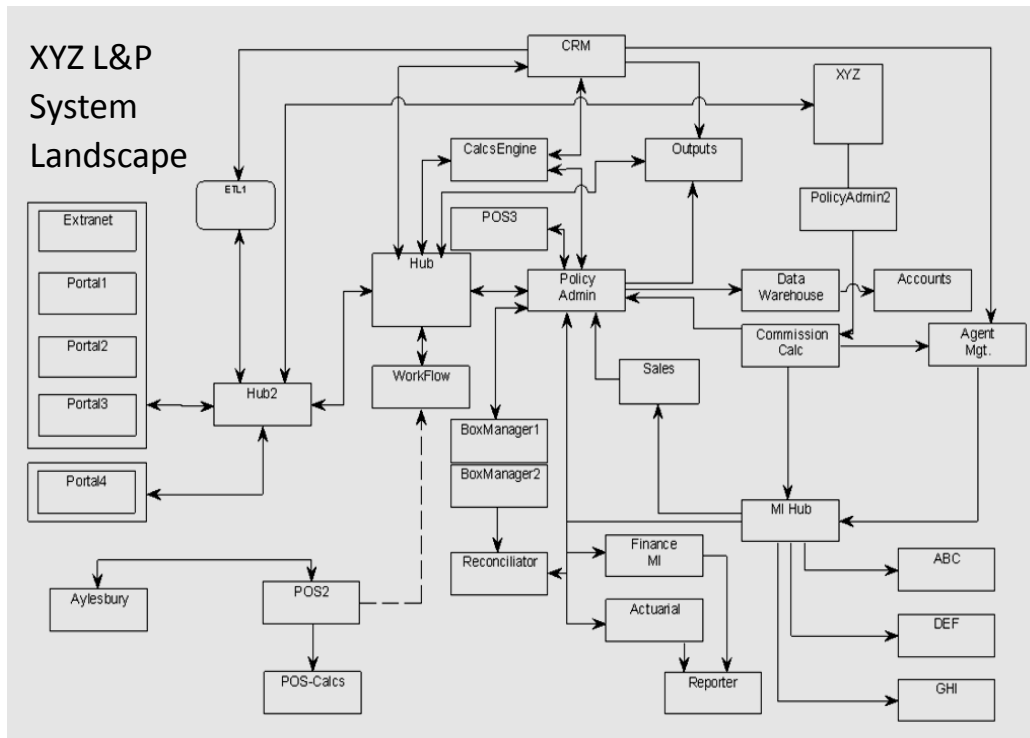 XYZ L&P
System
Landscape
CRM
XYZ
CalcsEngine
Outputs
ETL1
PolicyAdmin2
Extranet
POS3
Hub
Policy
Admin
Data
Warehouse
Accounts
Portal1
Commission
Calc
Agent
Mgt.
Portal2
WorkFlow
Sales
Hub2
Portal3
BoxManager1
BoxManager2
Portal4
MI Hub
Finance
MI
Reconciliator
ABC
Aylesbury
POS2
Actuarial
DEF
POS-Calcs
Reporter
GHI